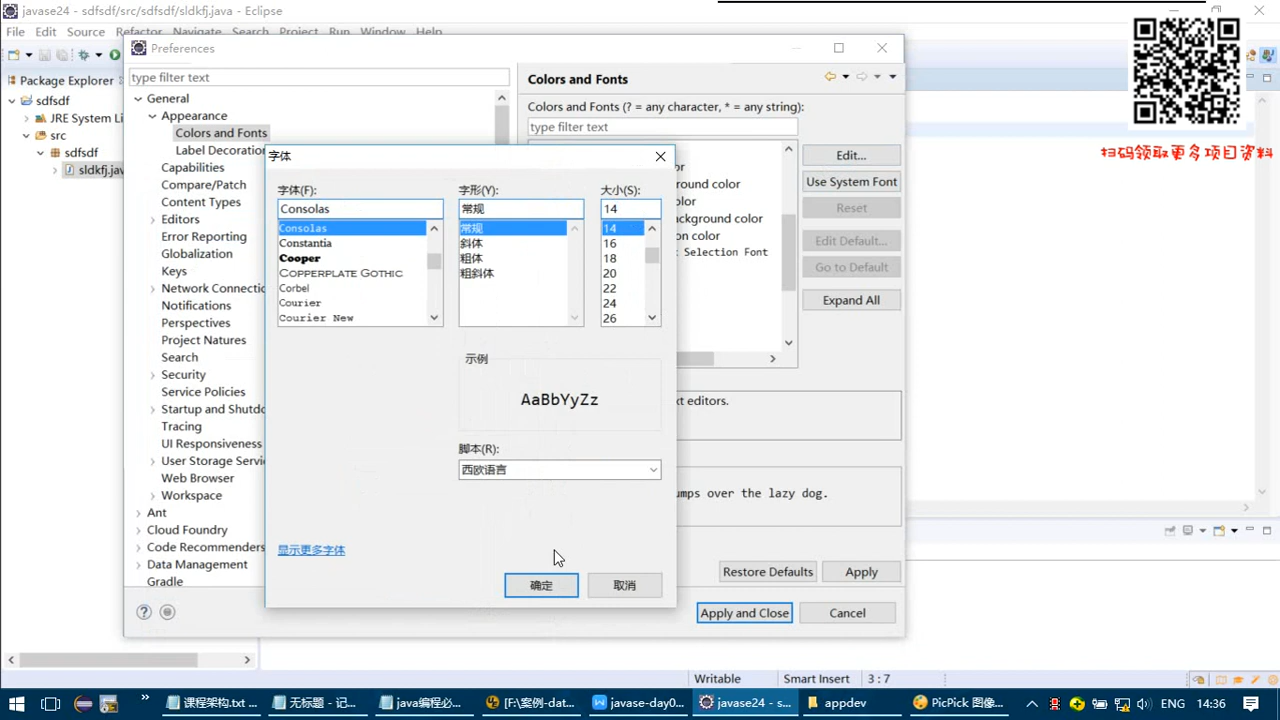 javase24 - sdfsdf/src/sdfsdf/sldkfj.java - Eclipse
File Edit Source Refactor Navigate Search Project Run Window Help
Package Explorer
sdfsdf
JRE System Li
src
sdfsdf
sldkfj.jav
Preferences
type filter text
General
Appearance
Colors and Fonts
Label Decoratio
Capabilities
Compare/Patch
Content Types
Editors
Error Reporting
Globalization
Keys
Network Connectio
Notifications
Perspectives
Project Natures
Search
Security
Service Policies
Startup and Shutdo
Tracing
UI Responsiveness
User Storage Servi
Web Browser
Workspace
Ant
Cloud Foundry
Code Recommenders
Data Management
Gradle
Colors and Fonts
Colors and Fonts (? = any character, * = any string):
type filter text
round color
lor
ckground color
on color
t Selection Font
Edit...
Use System Font
Reset
Edit Default...
Go to Default
Expand All
xt editors.
umps over the lazy dog.
Restore Defaults
Apply
Apply and Close
Cancel
字体
字体(F):
Consolas
Consolas
Constantia
Cooper
Copperplate Gothic
Corbel
Courier
Courier New
字形(Y):
常规
常规
斜体
粗体
粗斜体
大小(S):
14
14
16
18
20
22
24
26
示例
AaBbYyZz
脚本(R):
西欧语言
显示更多字体
确定
取消
扫码领取更多项目资料
Writable
Smart Insert
3 : 7
课程架构.txt ...
无标题 - 记...
java编程必...
[F:\案例-dat...
javase-day0...
javase24 - s...
appdev
PicPick 图像...
ENG
14:36